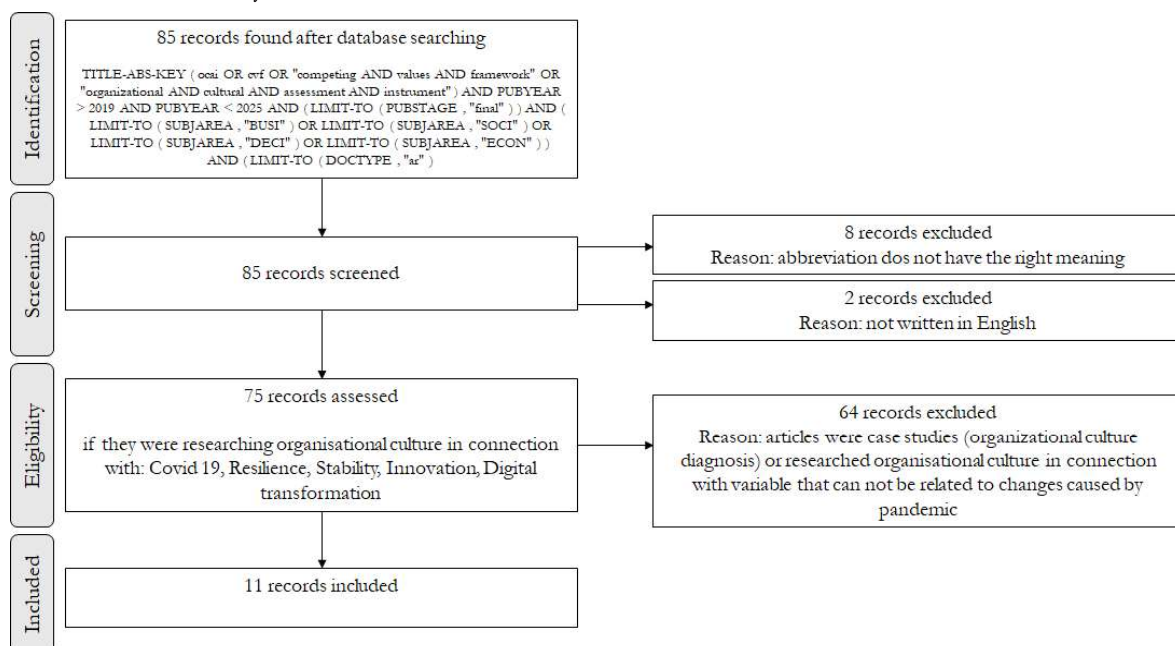 Identification
85 records found after database searching
TITLE-ABS-KEY ( ocai OR cvf OR "competing AND values AND framework" OR
"organizational AND cultural AND assessment AND instrument" ) AND PUBYEAR
> 2019 AND PUBYEAR < 2025 AND ( LIMIT-TO ( PUBSTAGE , "final" ) ) AND (
LIMIT-TO ( SUBJAREA , "BUSI" ) OR LIMIT-TO ( SUBJAREA , "SOCI" ) OR
LIMIT-TO ( SUBJAREA , "DECI" ) OR LIMIT-TO ( SUBJAREA , "ECON" ) )
AND ( LIMIT-TO ( DOCTYPE , "ar" )
Screening
85 records screened
8 records excluded
Reason: abbreviation dos not have the right meaning
2 records excluded
Reason: not written in English
Eligibility
75 records assessed
if they were researching organisational culture in connection
with: Covid 19, Resilience, Stability, Innovation, Digital
transformation
64 records excluded
Reason: articles were case studies (organizational culture
diagnosis) or researched organisational culture in connection
with variable that can not be related to changes caused by
pandemic
Included
11 records included